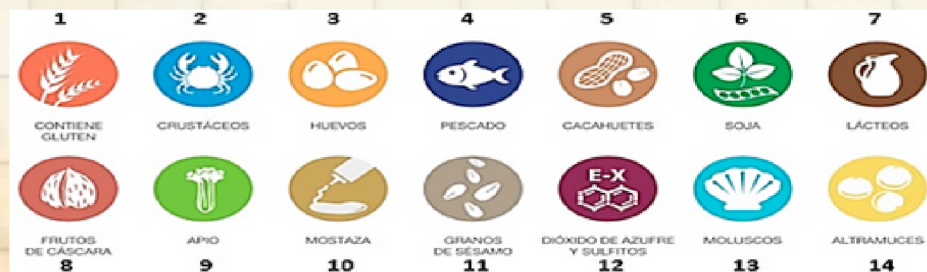 1 2 3 4 5 6 7
CONTIENE GLUTEN
CRUSTÁCEOS
HUEVOS
PESCADO
CACAHUETES
SOJA
LÁCTEOS
E-X
FRUTOS DE CÁSCARA
APIO
MOSTAZA
GRANOS DE SÉSAMO
DIÓXIDO DE AZUFRE Y SULFITOS
MOLUSCOS
ALTRAMUCES
8 9 10 11 12 13 14